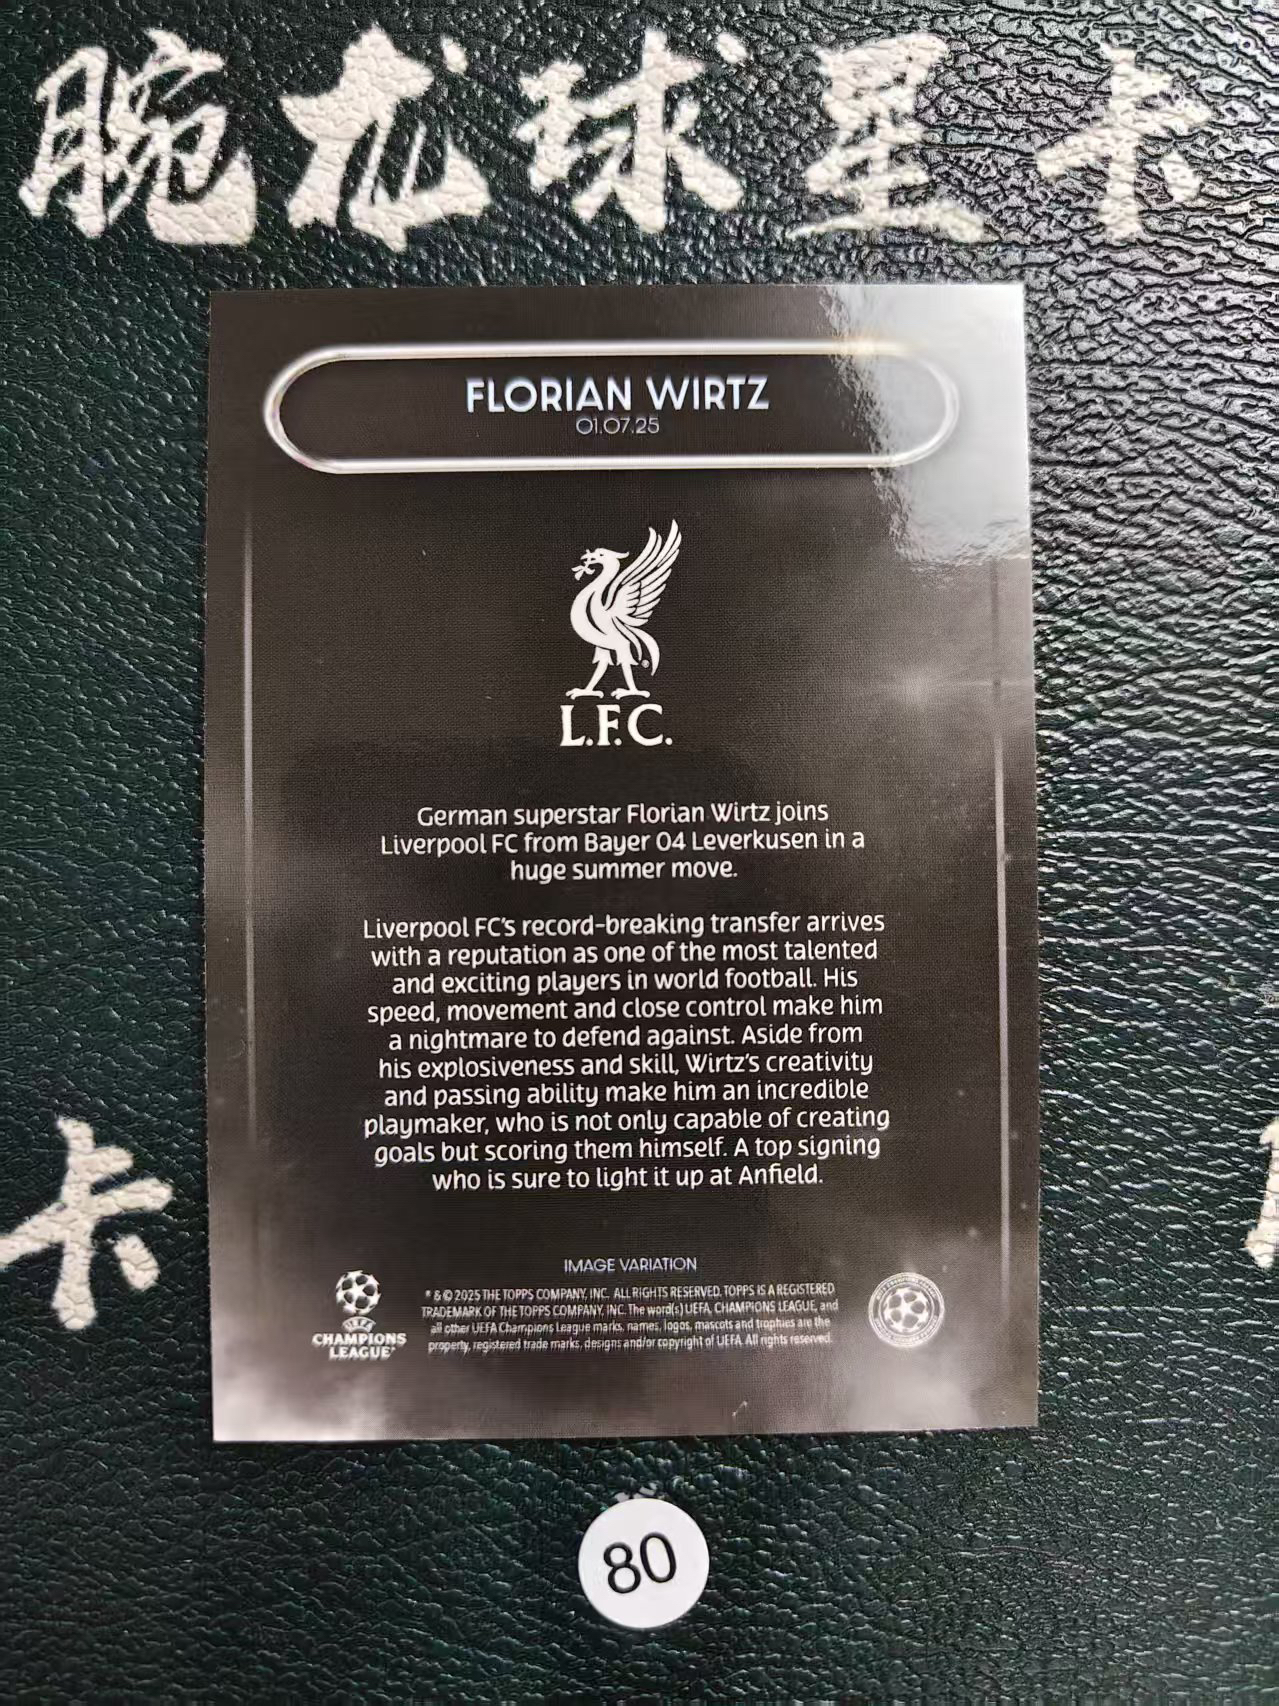 腕龙球星卡
FLORIAN WIRTZ
01.07.25
L.F.C.
German superstar Florian Wirtz joins
Liverpool FC from Bayer 04 Leverkusen in a
huge summer move.
Liverpool FC's record-breaking transfer arrives
with a reputation as one of the most talented
and exciting players in world football. His
speed, movement and close control make him
a nightmare to defend against. Aside from
his explosiveness and skill, Wirtz's creativity
and passing ability make him an incredible
playmaker, who is not only capable of creating
goals but scoring them himself. A top signing
who is sure to light it up at Anfield.
卡
IMAGE VARIATION
* & © 2025 THE TOPPS COMPANY, INC. ALL RIGHTS RESERVED. TOPPS IS A REGISTERED
TRADEMARK OF THE TOPPS COMPANY, INC. The word(s) UEFA, CHAMPIONS LEAGUE, and
all other UEFA Champions League marks, names, logos, mascots and trophies are the
property, registered trade marks, designs and/or copyright of UEFA. All rights reserved.
UEFA
CHAMPIONS
LEAGUE
80